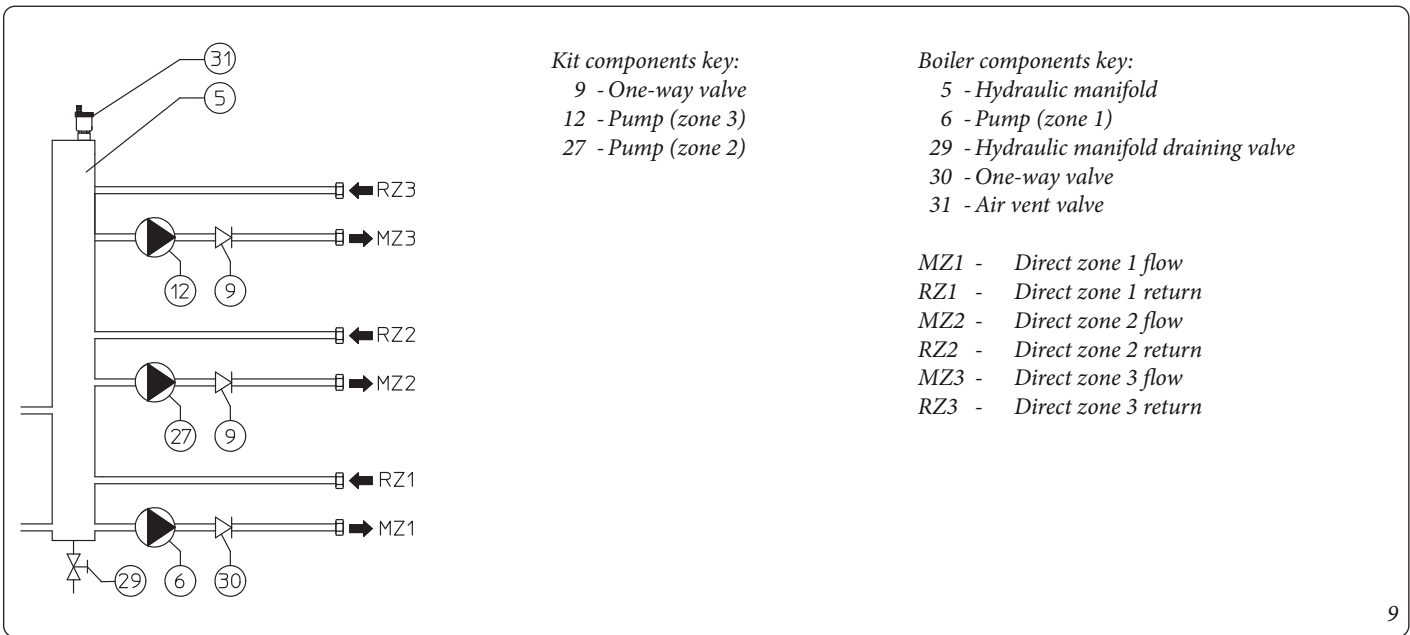 31
5
RZ3
MZ3
12
9
RZ2
MZ2
27
9
RZ1
MZ1
29
6
30
Kit components key:
9 - One-way valve
12 - Pump (zone 3)
27 - Pump (zone 2)
Boiler components key:
5 - Hydraulic manifold
6 - Pump (zone 1)
29 - Hydraulic manifold draining valve
30 - One-way valve
31 - Air vent valve
MZ1 - Direct zone 1 flow
RZ1 - Direct zone 1 return
MZ2 - Direct zone 2 flow
RZ2 - Direct zone 2 return
MZ3 - Direct zone 3 flow
RZ3 - Direct zone 3 return
9